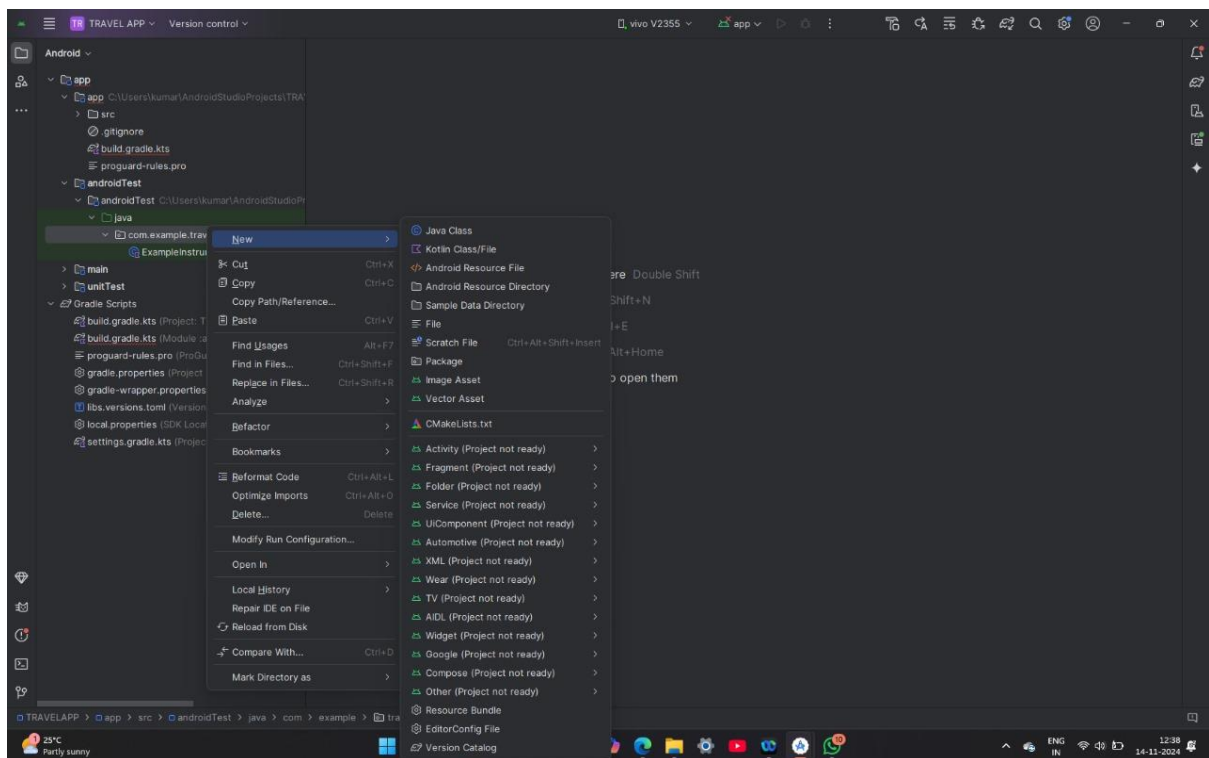 TR TRAVEL APP Version control vivo V2355 app
Android
app
app C:\Users\kumar\AndroidStudioProjects\TRA
src
.gitignore
build.gradle.kts
proguard-rules.pro
androidTest
androidTest C:\Users\kumar\AndroidStudioPr
java
com.example.trav
ExampleInstru
main
unitTest
Gradle Scripts
build.gradle.kts (Project: T
build.gradle.kts (Module :a
proguard-rules.pro (ProGu
gradle.properties (Project
gradle-wrapper.properties
libs.versions.toml (Version
local.properties (SDK Loca
settings.gradle.kts (Projec
New
Cut Ctrl+X
Copy Ctrl+C
Copy Path/Reference...
Paste Ctrl+V
Find Usages Alt+F7
Find in Files... Ctrl+Shift+F
Replace in Files... Ctrl+Shift+R
Analyze
Refactor
Bookmarks
Reformat Code Ctrl+Alt+L
Optimize Imports Ctrl+Alt+O
Delete... Delete
Modify Run Configuration...
Open In
Local History
Repair IDE on File
Reload from Disk
Compare With... Ctrl+D
Mark Directory as
Java Class
Kotlin Class/File
Android Resource File
Android Resource Directory
Sample Data Directory
File
Scratch File Ctrl+Alt+Shift+Insert
Package
Image Asset
Vector Asset
CMakeLists.txt
Activity (Project not ready)
Fragment (Project not ready)
Folder (Project not ready)
Service (Project not ready)
UiComponent (Project not ready)
Automotive (Project not ready)
XML (Project not ready)
Wear (Project not ready)
TV (Project not ready)
AIDL (Project not ready)
Widget (Project not ready)
Google (Project not ready)
Compose (Project not ready)
Other (Project not ready)
Resource Bundle
EditorConfig File
Version Catalog
ere Double Shift
Shift+N
l+E
Alt+Home
o open them
TRAVELAPP > app > src > androidTest > java > com > example > tra
1 25°C
Partly sunny
10
ENG
IN
12:38
14-11-2024